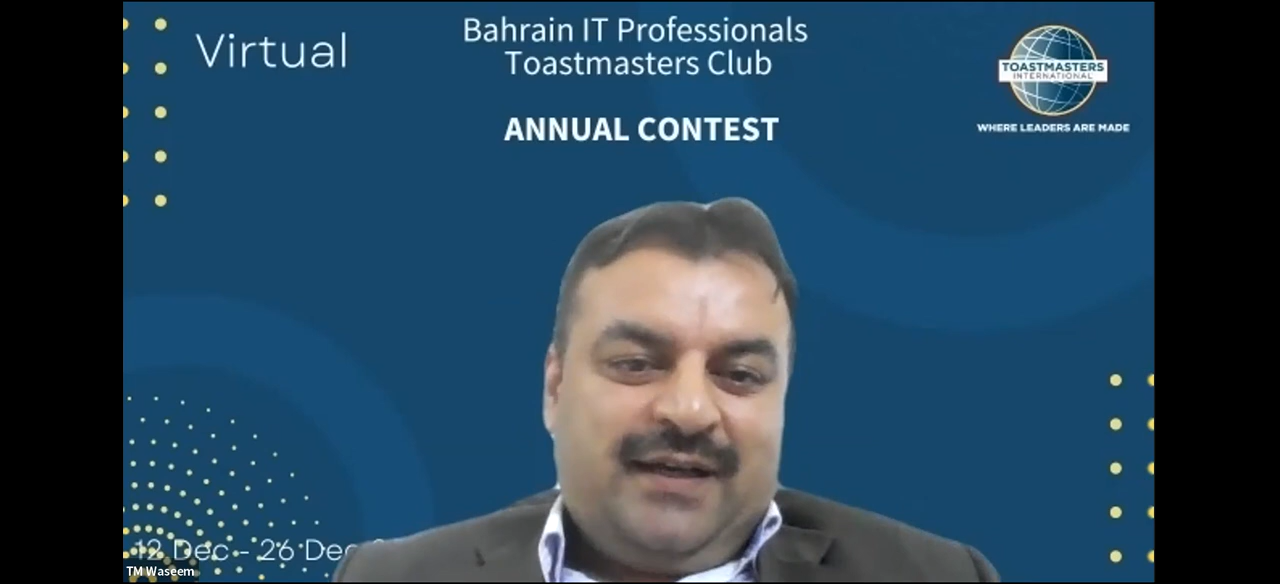 Virtual
Bahrain IT Professionals
Toastmasters Club
ANNUAL CONTEST
TOASTMASTERS
INTERNATIONAL
WHERE LEADERS ARE MADE
12 Dec - 26 Dec
TM Waseem